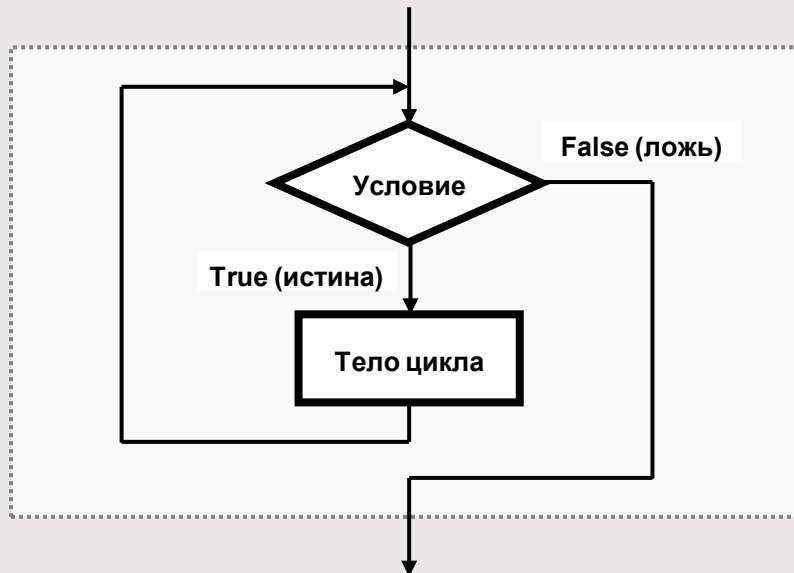 False (ложь)
Условие
True (истина)
Тело цикла